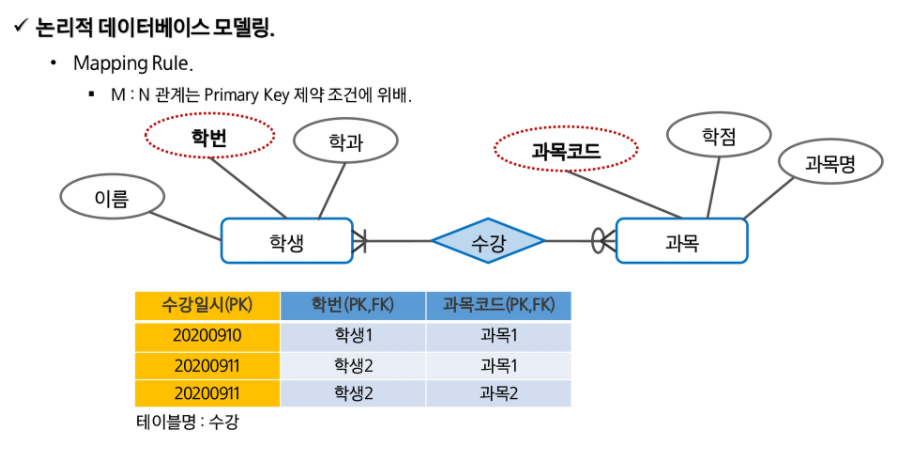 ✓ 논리적 데이터베이스 모델링.
• Mapping Rule.
▪ M : N 관계는 Primary Key 제약 조건에 위배.
학번
학과
이름
학생
수강
과목코드
학점
과목명
과목
수강일시(PK) 학번(PK,FK) 과목코드(PK,FK)
20200910 학생1 과목1
20200911 학생2 과목1
20200911 학생2 과목2
테이블명 : 수강